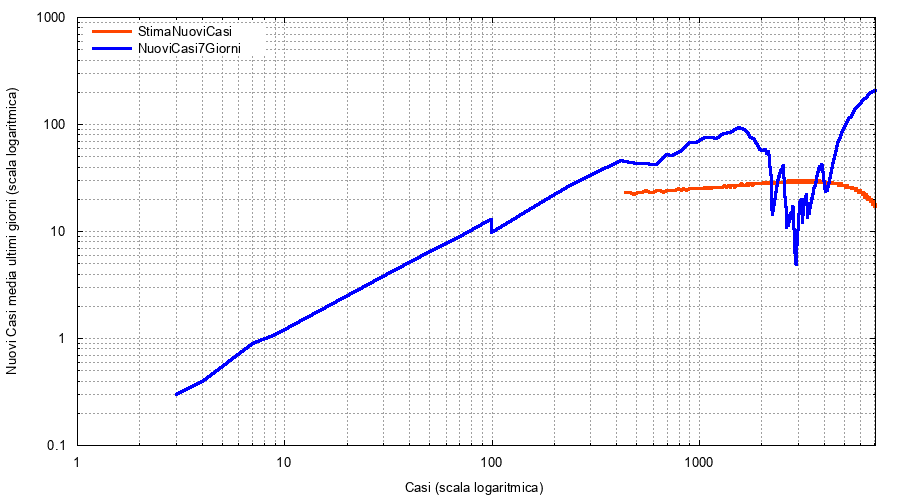 1000
StimaNuoviCasi
NuoviCasi7Giorni
100
10
1
0.1
Nuovi Casi media ultimi giorni (scala logaritmica)
1 10 100 1000
Casi (scala logaritmica)